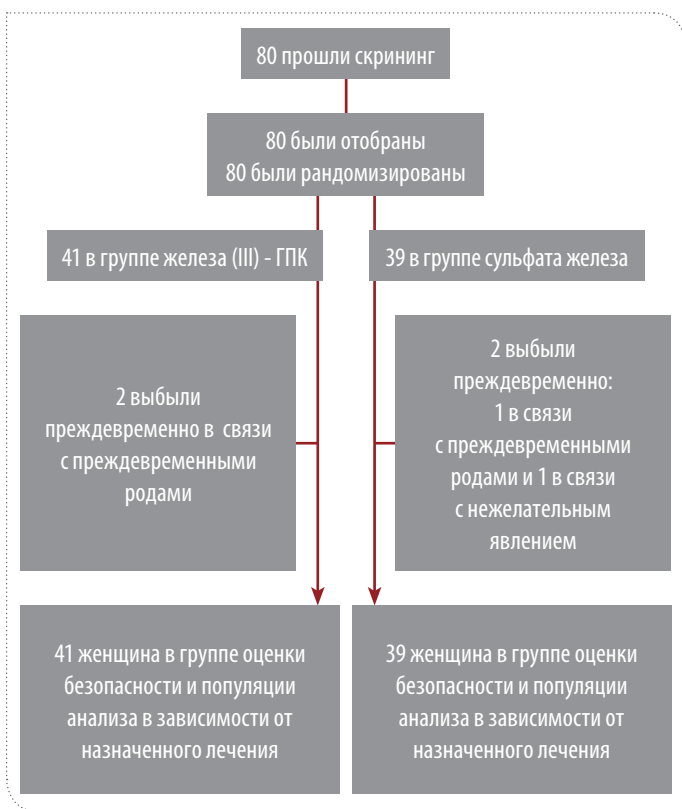 80 прошли скрининг
80 были отобраны
80 были рандомизированы
41 в группе железа (III) - ГПК
39 в группе сульфата железа
2 выбыли
преждевременно в связи
с преждевременными
родами
2 выбыли
преждевременно:
1 в связи
с преждевременными
родами и 1 в связи
с нежелательным
явлением
41 женщина в группе оценки
безопасности и популяции
анализа в зависимости от
назначенного лечения
39 женщина в группе оценки
безопасности и популяции
анализа в зависимости от
назначенного лечения